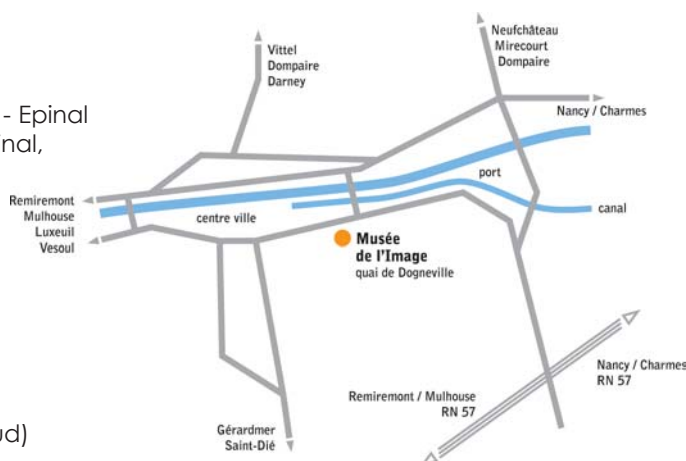 - Epinal
inal,
ud)
Vittel
Dompaire
Darney
Neufchâteau
Mirecourt
Dompaire
Nancy / Charmes
port
canal
Remiremont
Mulhouse
Luxeuil
Vesoul
centre ville
Musée
de l'Image
quai de Dogneville
Nancy / Charmes
RN 57
Remiremont / Mulhouse
RN 57
Gérardmer
Saint-Dié